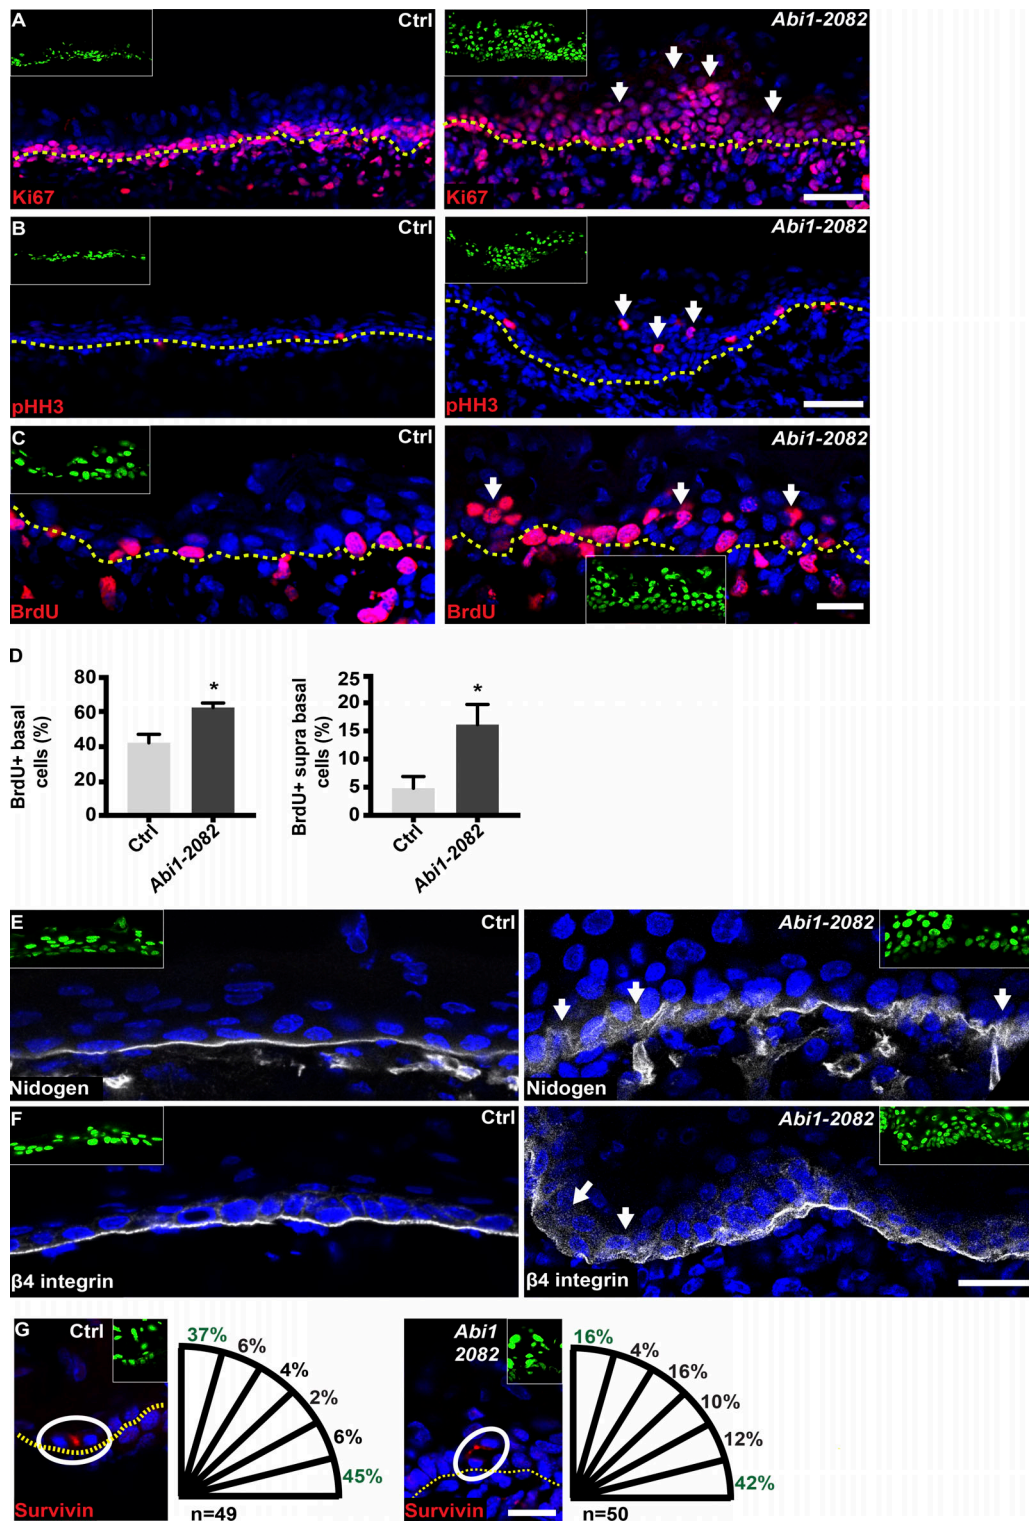 A
Ctrl
Abi1-2082
Ki67
Ki67
B
Ctrl
Abi1-2082
pHH3
pHH3
C
Ctrl
Abi1-2082
BrdU
BrdU
D
BrdU+ basal
cells (%)
80
60
40
20
0
*
Ctrl
Abi1-2082
BrdU+ supra basal
cells (%)
25
20
15
10
5
0
*
Ctrl
Abi1-2082
E
Ctrl
Abi1-2082
Nidogen
Nidogen
F
Ctrl
Abi1-2082
β4 integrin
β4 integrin
G
Ctrl
Survivin
37%
6%
4%
2%
6%
45%
n=49
Abi1
2082
Survivin
16%
4%
16%
10%
12%
42%
n=50